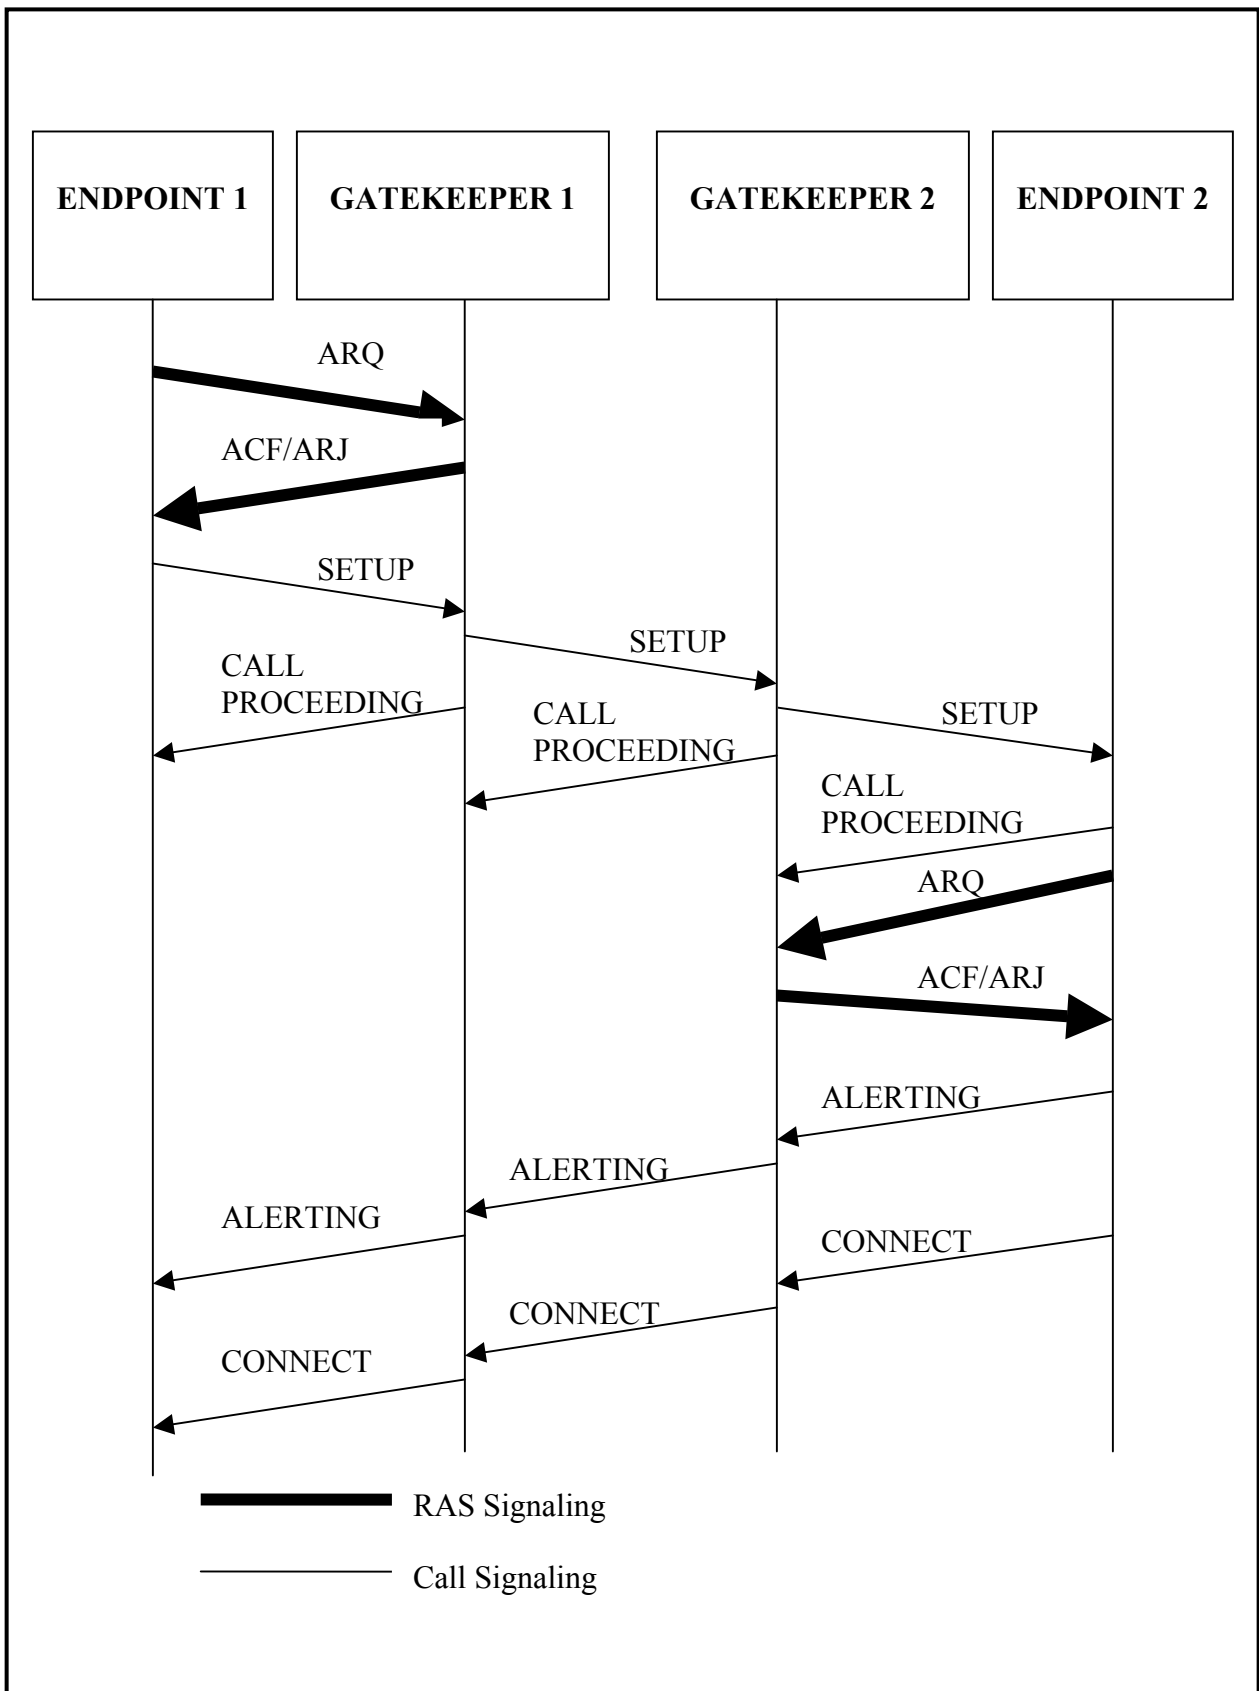 ENDPOINT 1
GATEKEEPER 1
GATEKEEPER 2
ENDPOINT 2
ARQ
ACF/ARJ
SETUP
SETUP
CALL
PROCEEDING
CALL
PROCEEDING
SETUP
CALL
PROCEEDING
ARQ
ACF/ARJ
ALERTING
ALERTING
ALERTING
CONNECT
CONNECT
CONNECT
RAS Signaling
Call Signaling